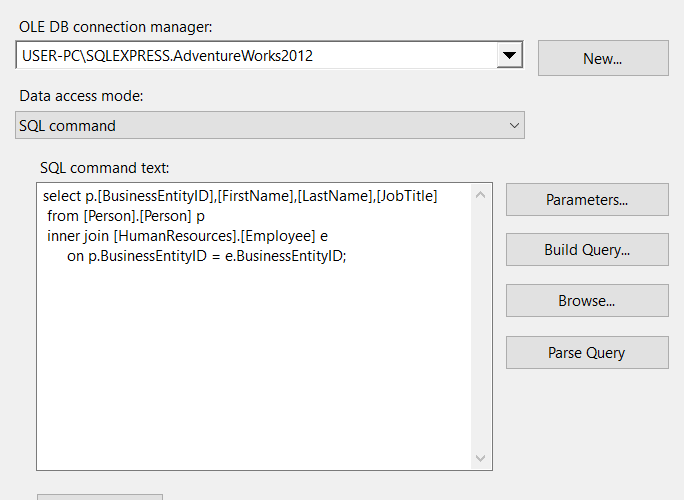 OLE DB connection manager:
USER-PC\SQLEXPRESS.AdventureWorks2012
New...
Data access mode:
SQL command
SQL command text:
select p.[BusinessEntityID],[FirstName],[LastName],[JobTitle]
from [Person].[Person] p
inner join [HumanResources].[Employee] e
on p.BusinessEntityID = e.BusinessEntityID;
Parameters...
Build Query...
Browse...
Parse Query